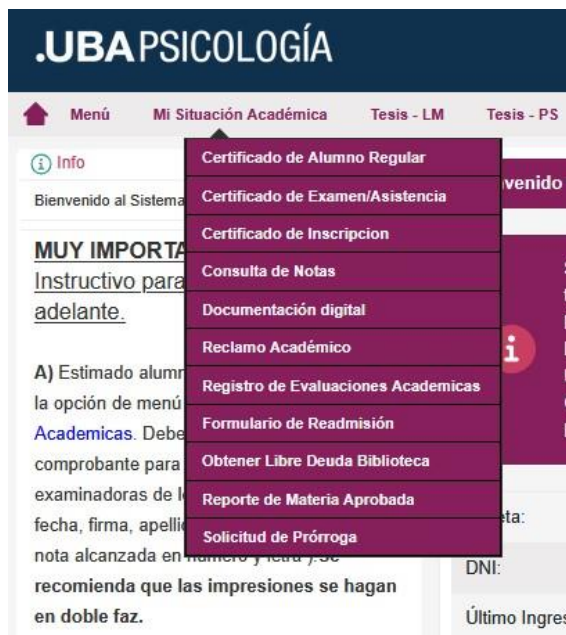 .UBAPSICOLOGÍA
Menú Mi Situación Académica Tesis - LM Tesis - PS
Info
Bienvenido al Sistema
MUY
Instructivo para
adelante.
A) Estimado
la opción de menú
Academicas. Debe
comprobante para
examinadoras de
fecha, firma,
nota alcanzada en
recomienda que las impresiones se hagan
en doble faz.
Certificado de Alumno Regular
Certificado de Examen/Asistencia
Certificado de Inscripcion
Consulta de Notas
Documentación digital
Reclamo Académico
Registro de Evaluaciones Academicas
Formulario de Readmisión
Obtener Libre Deuda Biblioteca
Reporte de Materia Aprobada
Solicitud de Prórroga
venido
eta:
DNI:
Último Ingres